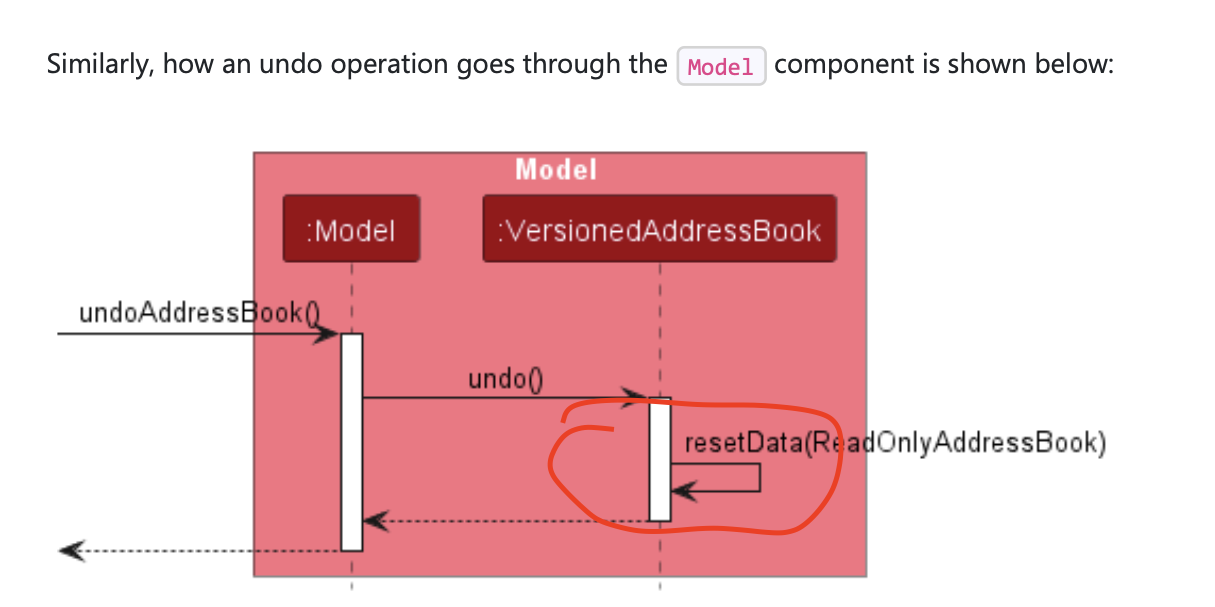 Similarly, how an undo operation goes through the Model component is shown below:
Model
:Model
:VersionedAddressBook
undoAddressBook()
undo()
resetData(ReadOnlyAddressBook)